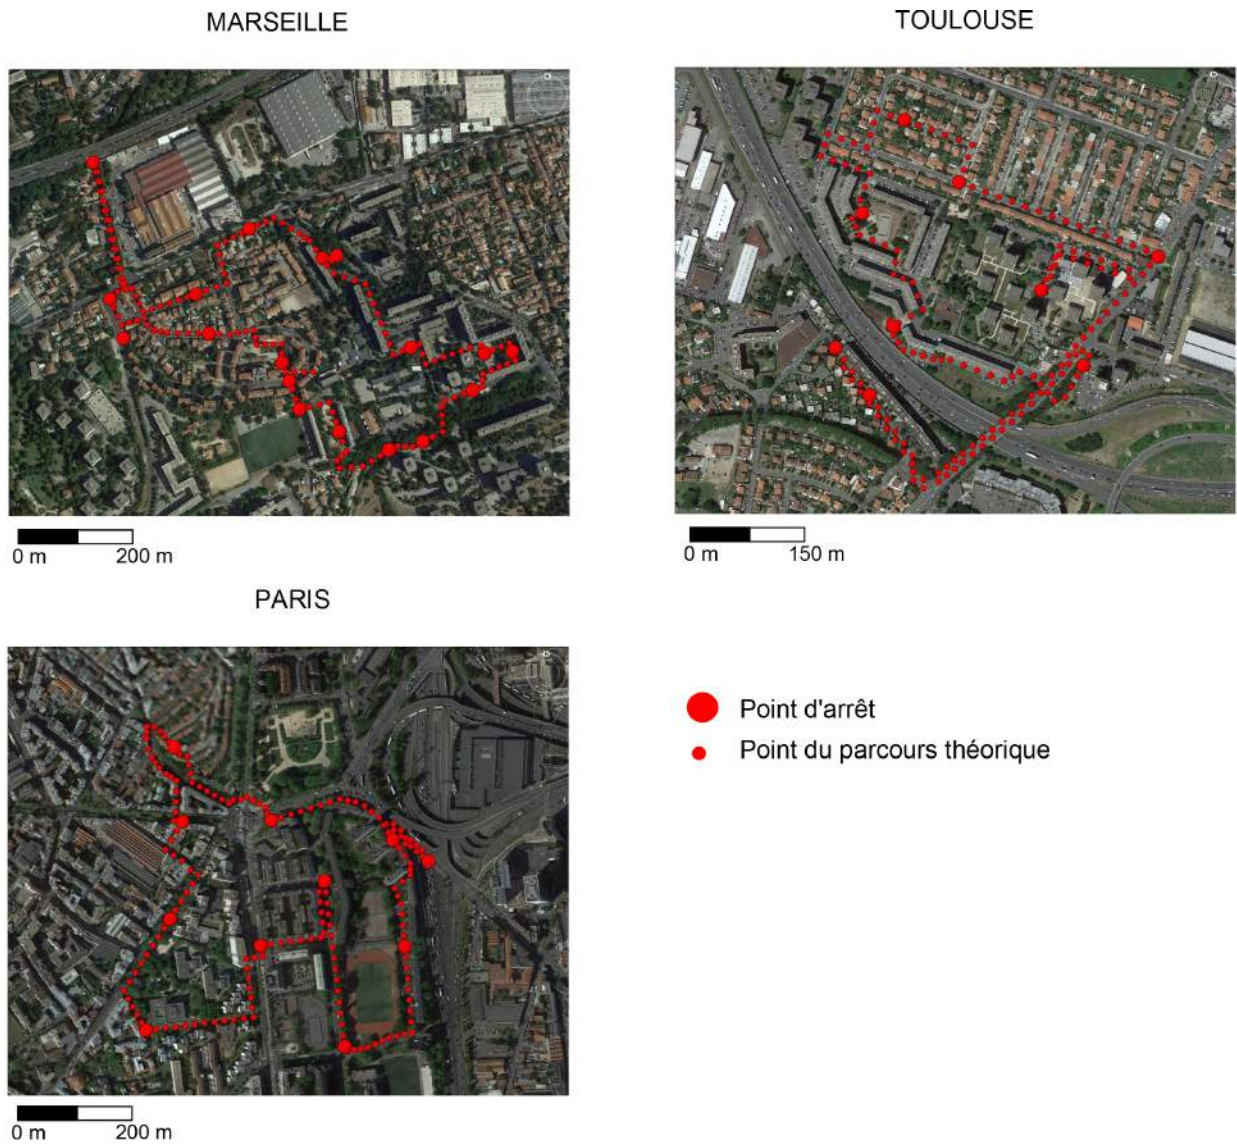 MARSEILLE
TOULOUSE
0 m 200 m
0 m 150 m
PARIS
Point d'arrêt
Point du parcours théorique
0 m 200 m